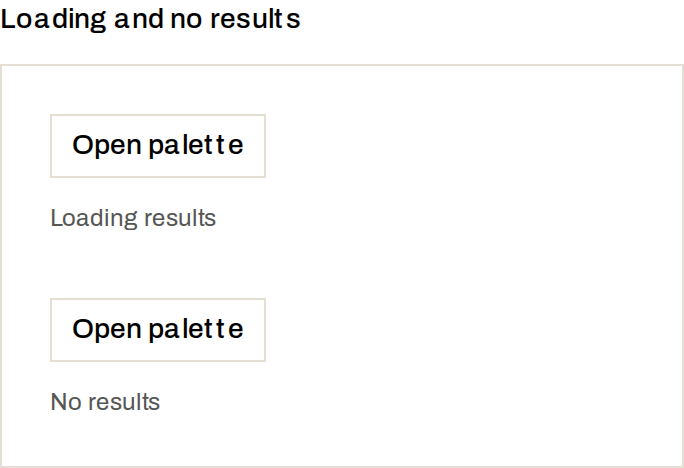 Loading and no results
Open palette
Loading results
Open palette
No results